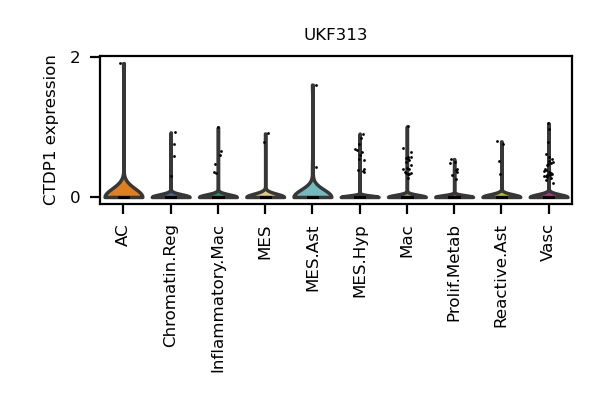 UKF313
CTDP1 expression
2
0
AC
Chromatin.Reg
Inflammatory.Mac
MES
MES.Ast
MES.Hyp
Mac
Prolif.Metab
Reactive.Ast
Vasc